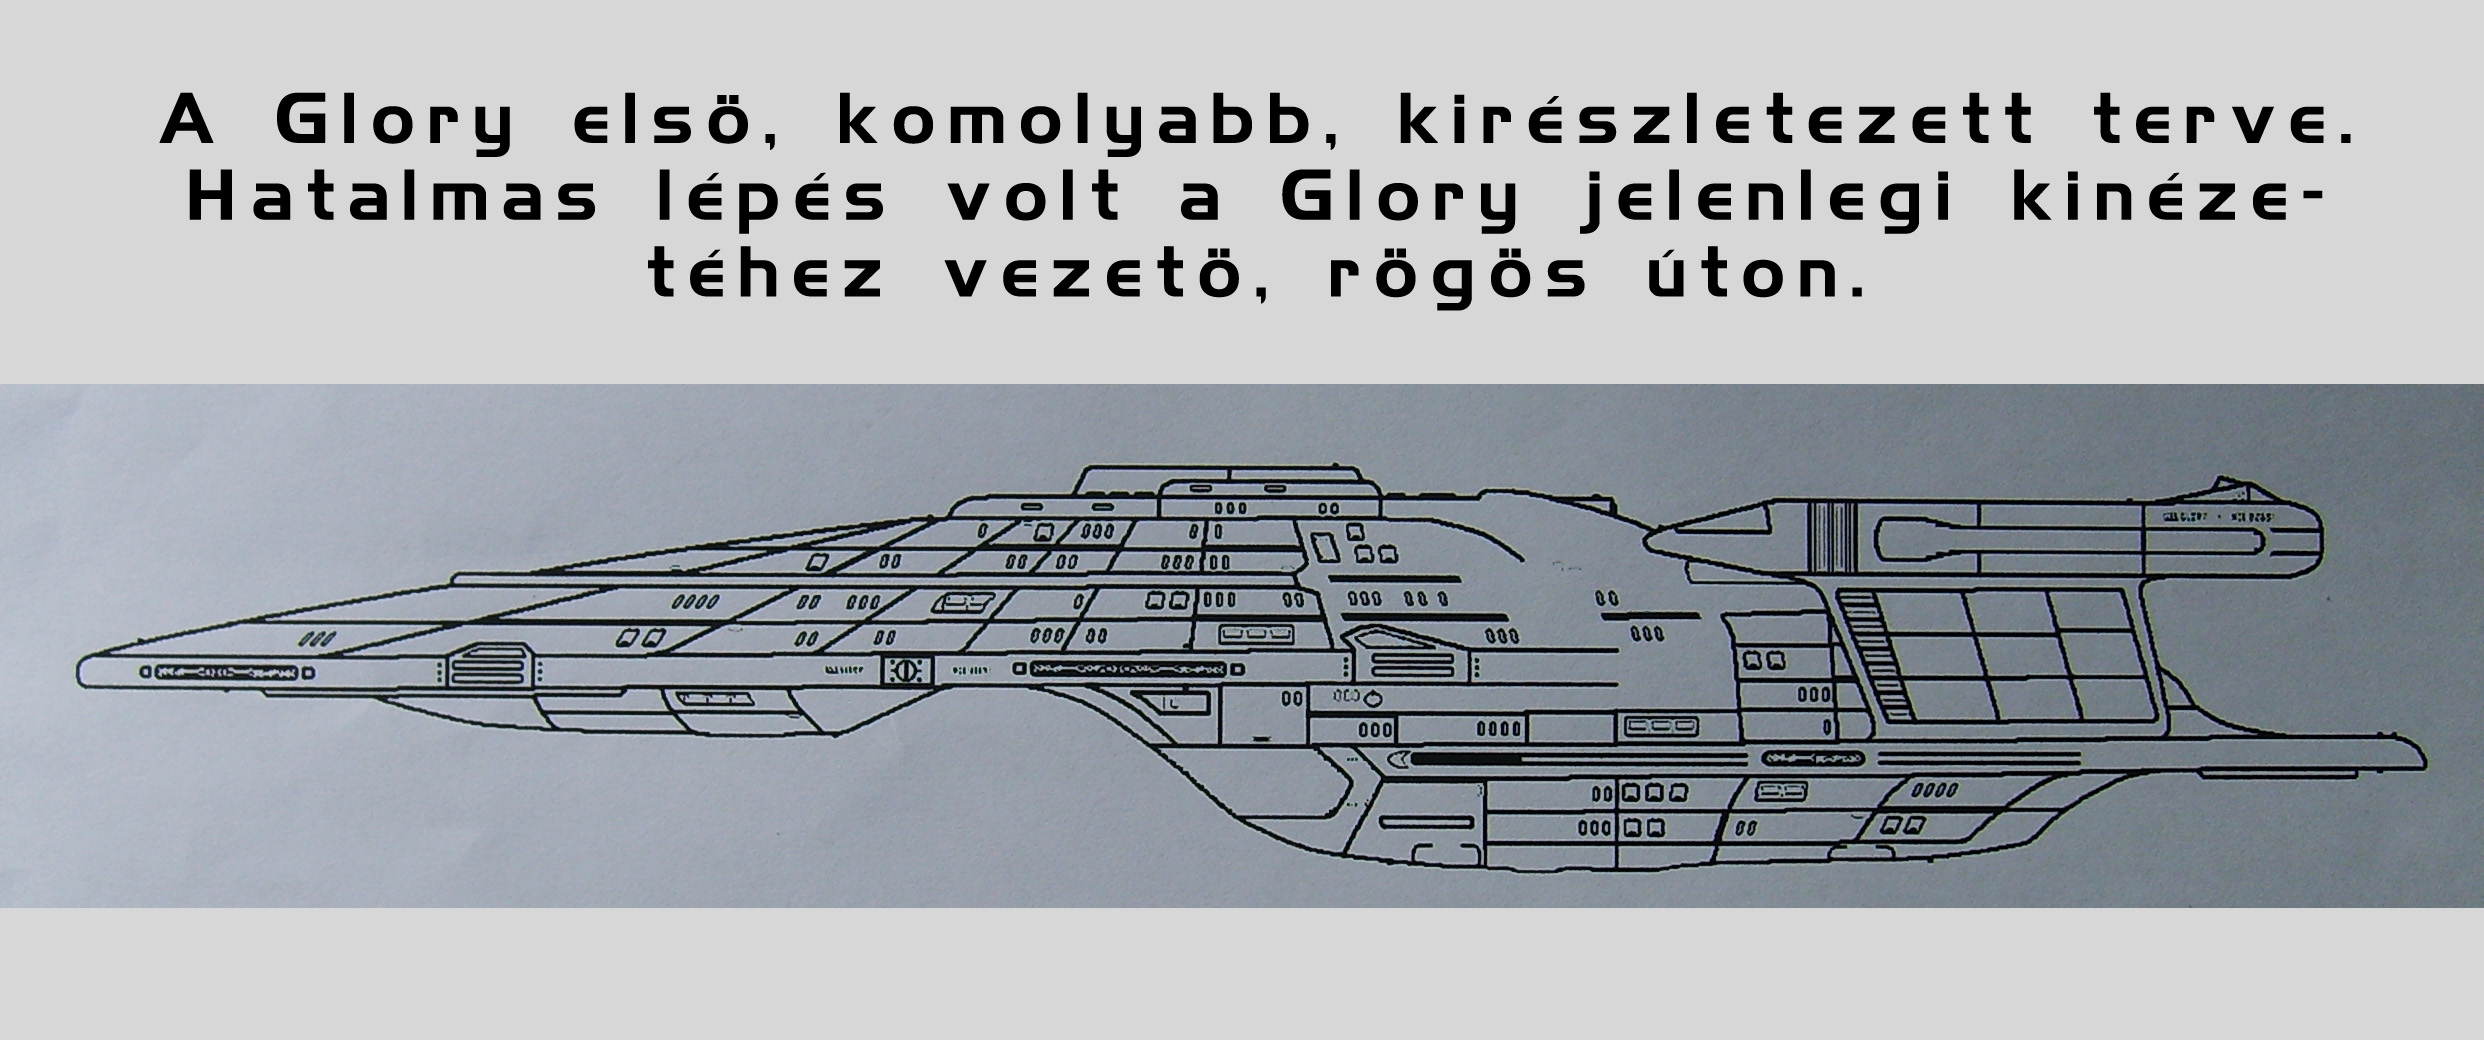 A Glory elsö, komolyabb, kirészletezett terve.
Hatalmas lépés volt a Glory jelenlegi kinéze-
téhez vezetö, rögös úton.